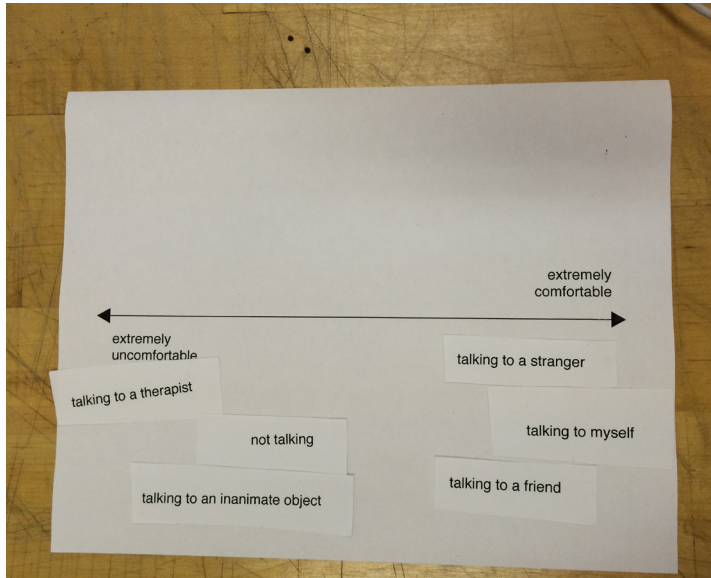 extremely
comfortable
extremely
uncomfortable
talking to a stranger
talking to a therapist
talking to myself
not talking
talking to a friend
talking to an inanimate object